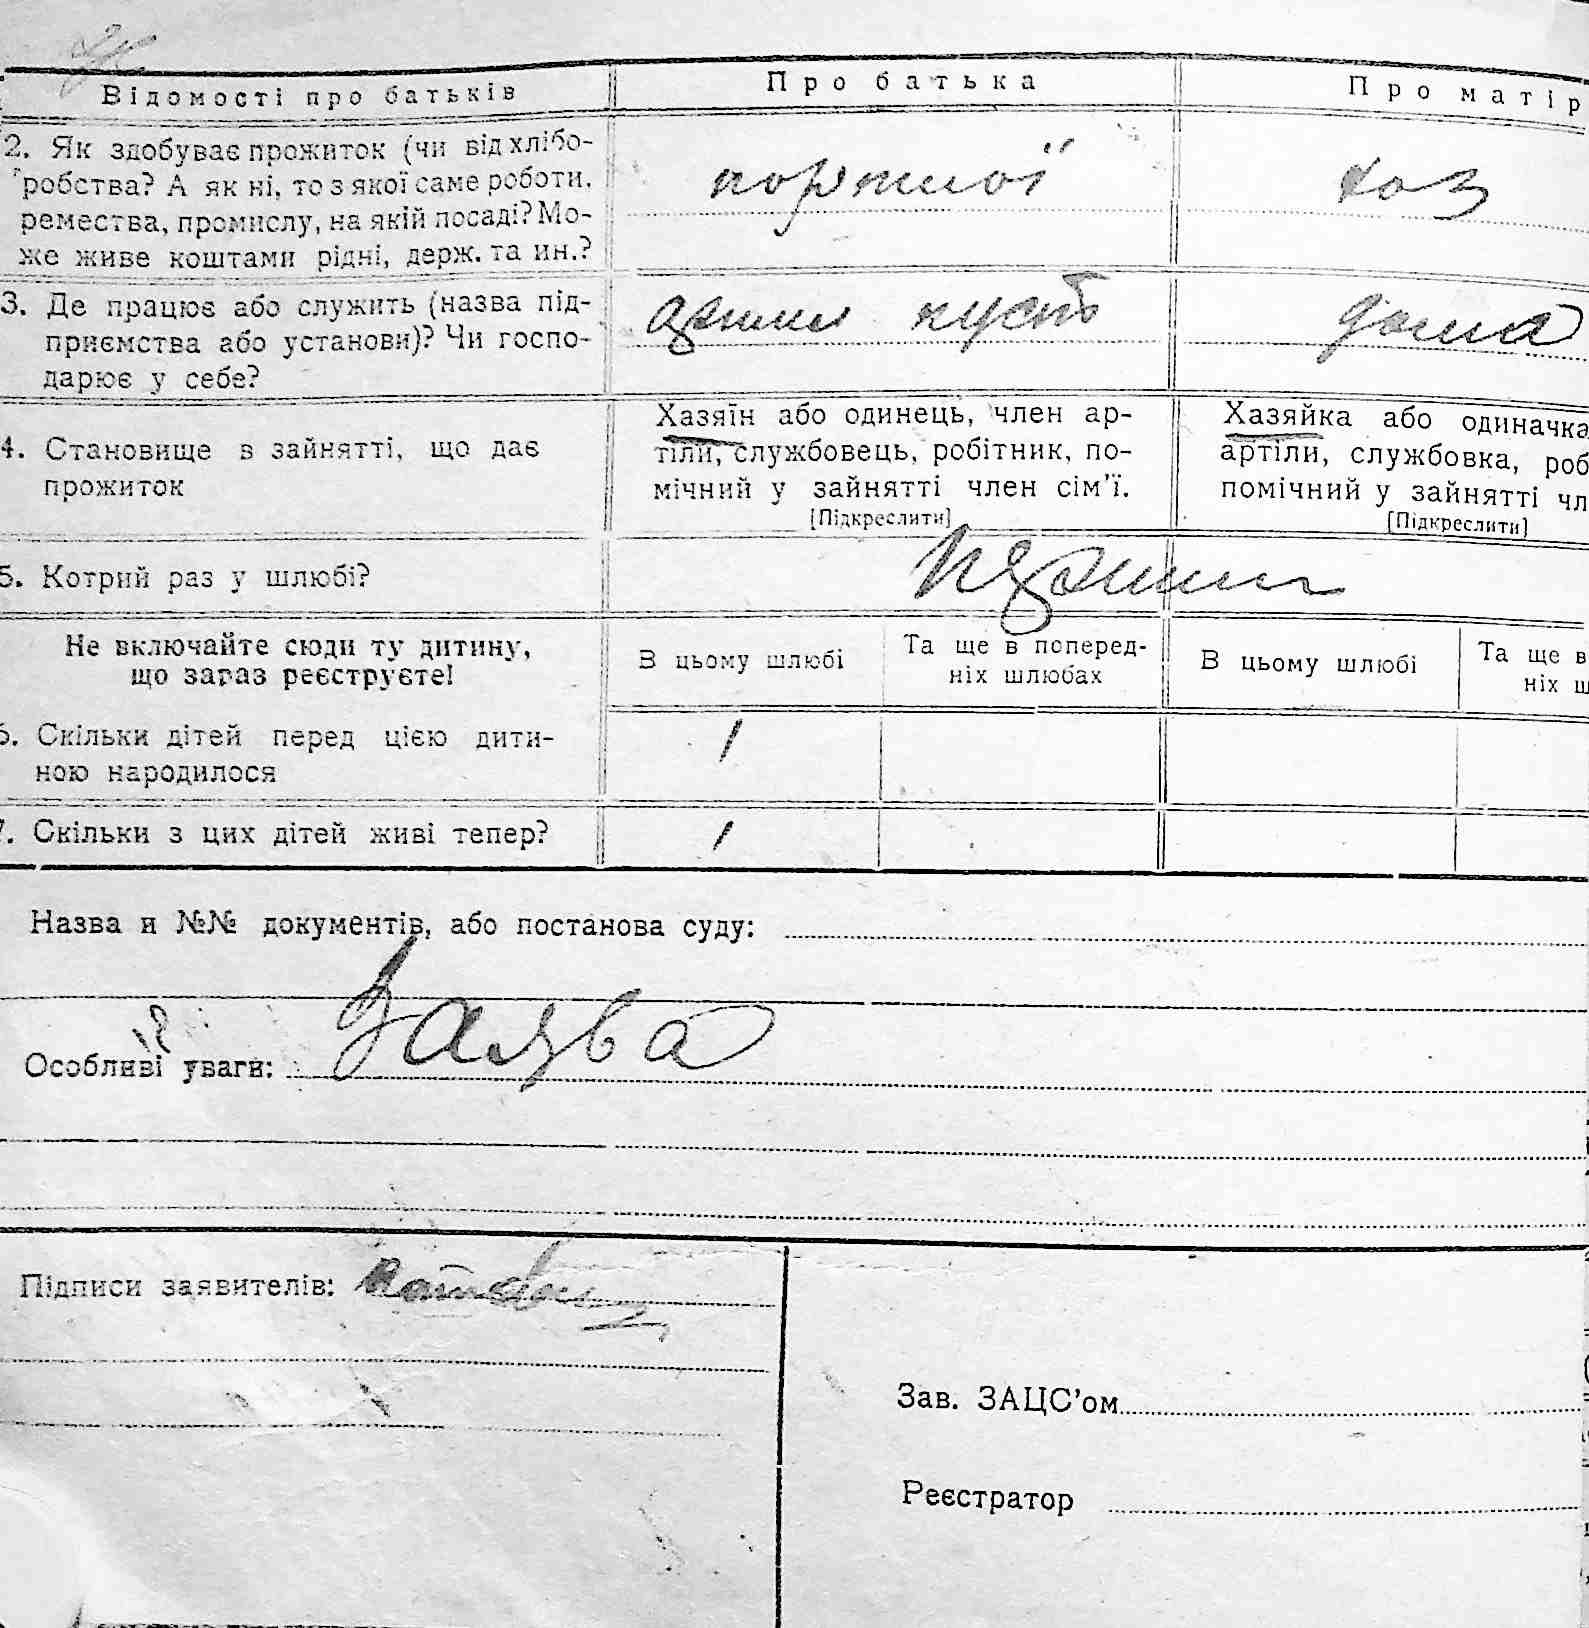 Відомості про батьків Про батька Про матір
2. Як здобуває прожиток (чи від хлібо-
робства? А як ні, то з якої саме роботи,
ремества, промислу, на якій посаді? Мо-
же живе коштами рідні, держ. та ин.?
3. Де працює або служить (назва під-
приємства або установи)? Чи госпо-
дарює у себе?
кусть
дома
4. Становище в зайнятті, що дає
прожиток
Хазяїн або одинець, член ар-
тіли, службовець, робітник, по-
мічний у зайнятті член сім'ї.
[Підкреслити]
Хазяйка або одиначка
артіли, службовка, роб
помічний у зайнятті чл
[Підкреслити]
5. Котрий раз у шлюбі?
Не включайте сюди ту дитину,
що зараз реєструєте!
В цьому шлюбі
Та ще в поперед-
ніх шлюбах
В цьому шлюбі
Та ще в
ніх ш
6. Скільки дітей перед цією дити-
ною народилося
1
7. Скільки з цих дітей живі тепер?
1
Назва и №№ документів, або постанова суду:
Особливі уваги: Заява
Підписи заявителів:
Зав. ЗАЦС'ом
Реєстратор